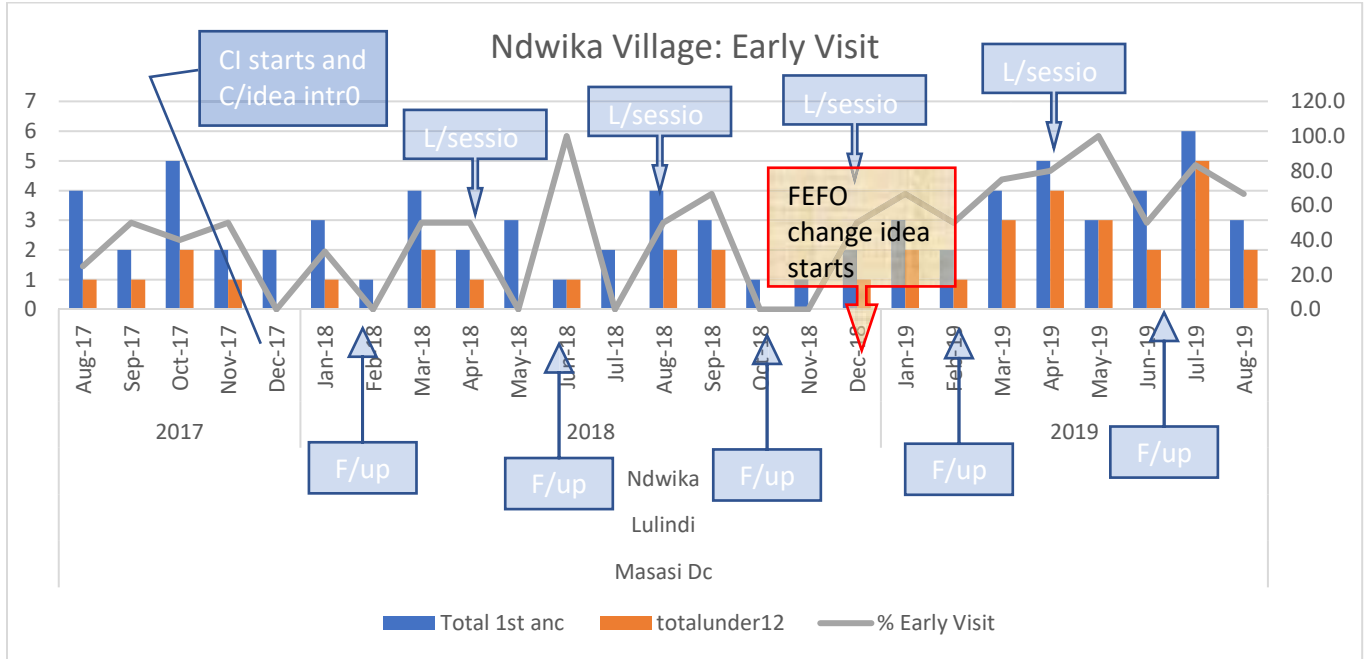 Ndwika Village: Early Visit
CI starts and
C/idea intr0
L/sessio
L/sessio
L/sessio
L/sessio
FEFO
change idea
starts
7
6
5
4
3
2
1
0
120.0
100.0
80.0
60.0
40.0
20.0
0.0
Aug-17
Sep-17
Oct-17
Nov-17
Dec-17
Jan-18
Feb-18
Mar-18
Apr-18
May-18
Jun-18
Jul-18
Aug-18
Sep-18
Oct-18
Nov-18
Dec-18
Jan-19
Feb-19
Mar-19
Apr-19
May-19
Jun-19
Jul-19
Aug-19
2017
2018
2019
F/up
F/up
F/up
F/up
F/up
Ndwika
Lulindi
Masasi Dc
Total 1st anc
totalunder12
% Early Visit